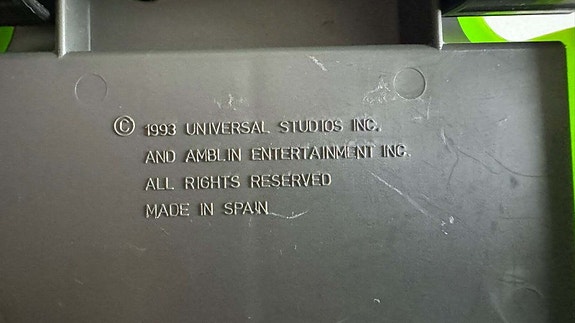 © 1993 UNIVERSAL STUDIOS INC.
AND AMBLIN ENTERTAINMENT INC.
ALL RIGHTS RESERVED
MADE IN SPAIN